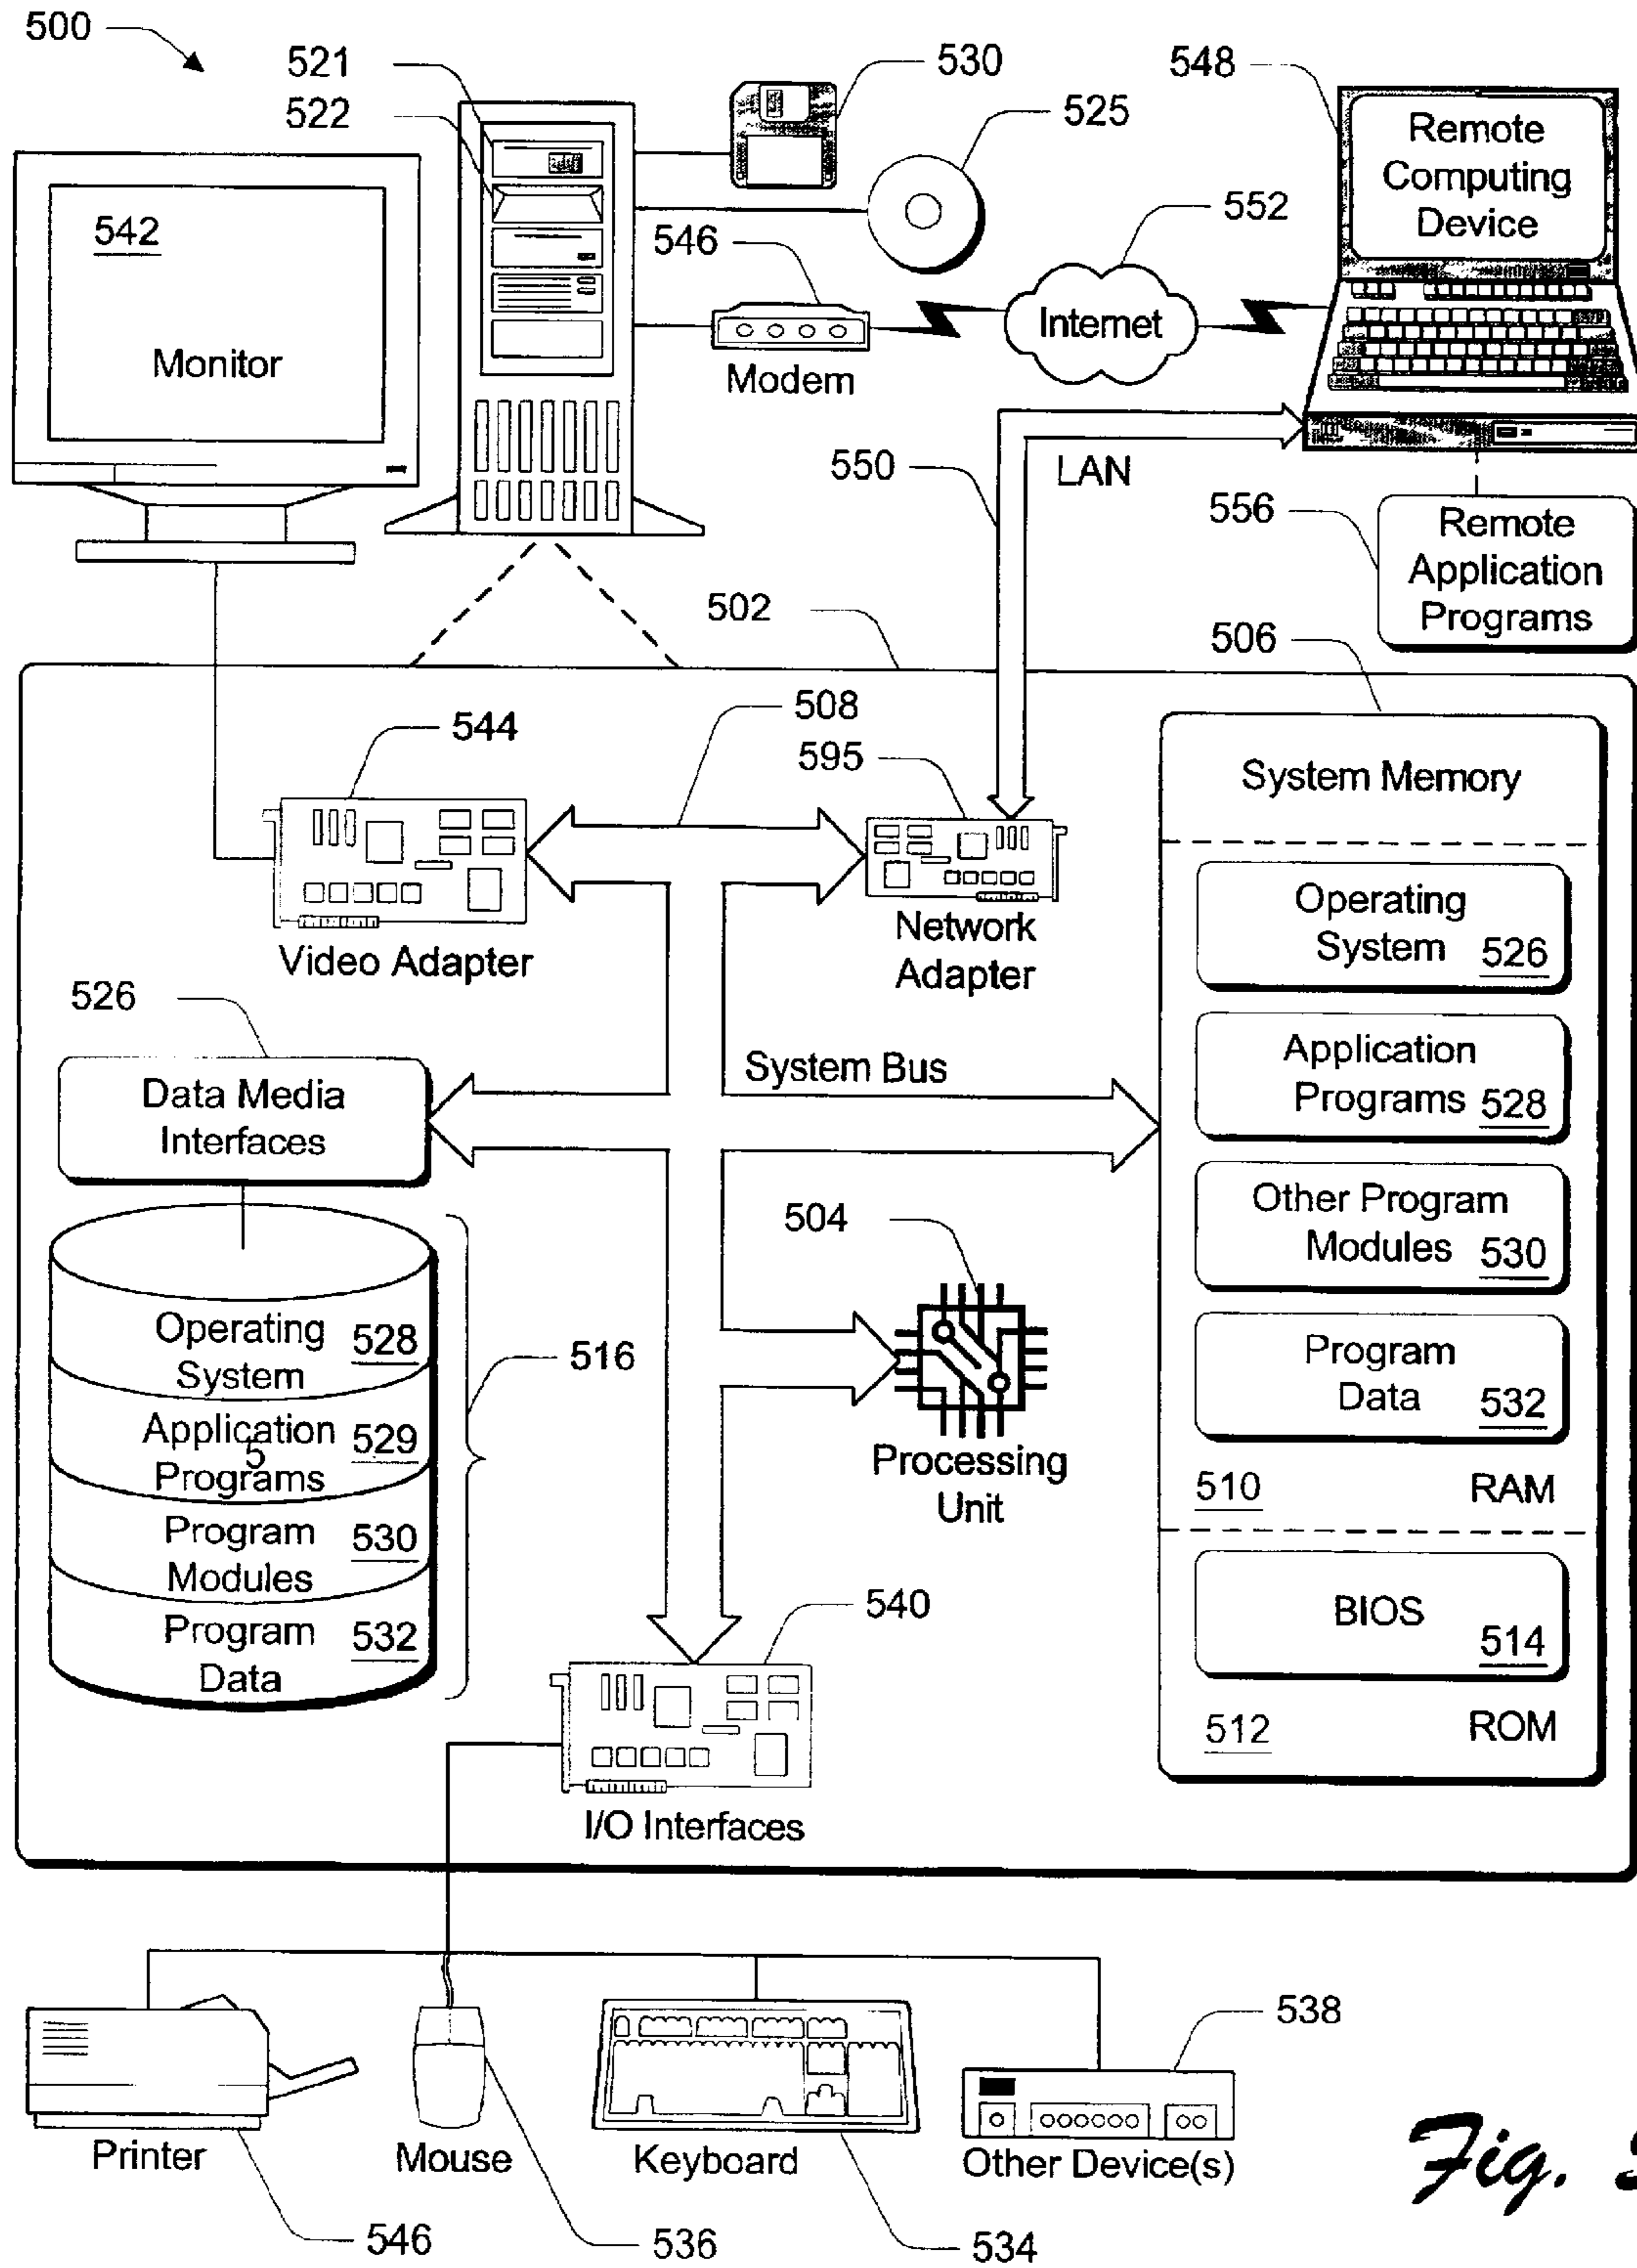 500
521
522
530
525
548
Remote
Computing
Device
542
Monitor
546
Modem
552
Internet
550
LAN
556
Remote
Application
Programs
502
506
508
544
595
System Memory
Video Adapter
Network
Adapter
Operating
System 526
526
Data Media
Interfaces
System Bus
Application
Programs 528
Other Program
Modules 530
504
Program
Data 532
Operating
System 528
516
Application 529
5
Programs
Program
Modules 530
Program
Data 532
Processing
Unit
510 RAM
540
BIOS
514
512 ROM
I/O Interfaces
538
Printer
Mouse
Keyboard
Other Device(s)
546
536
534
Fig.